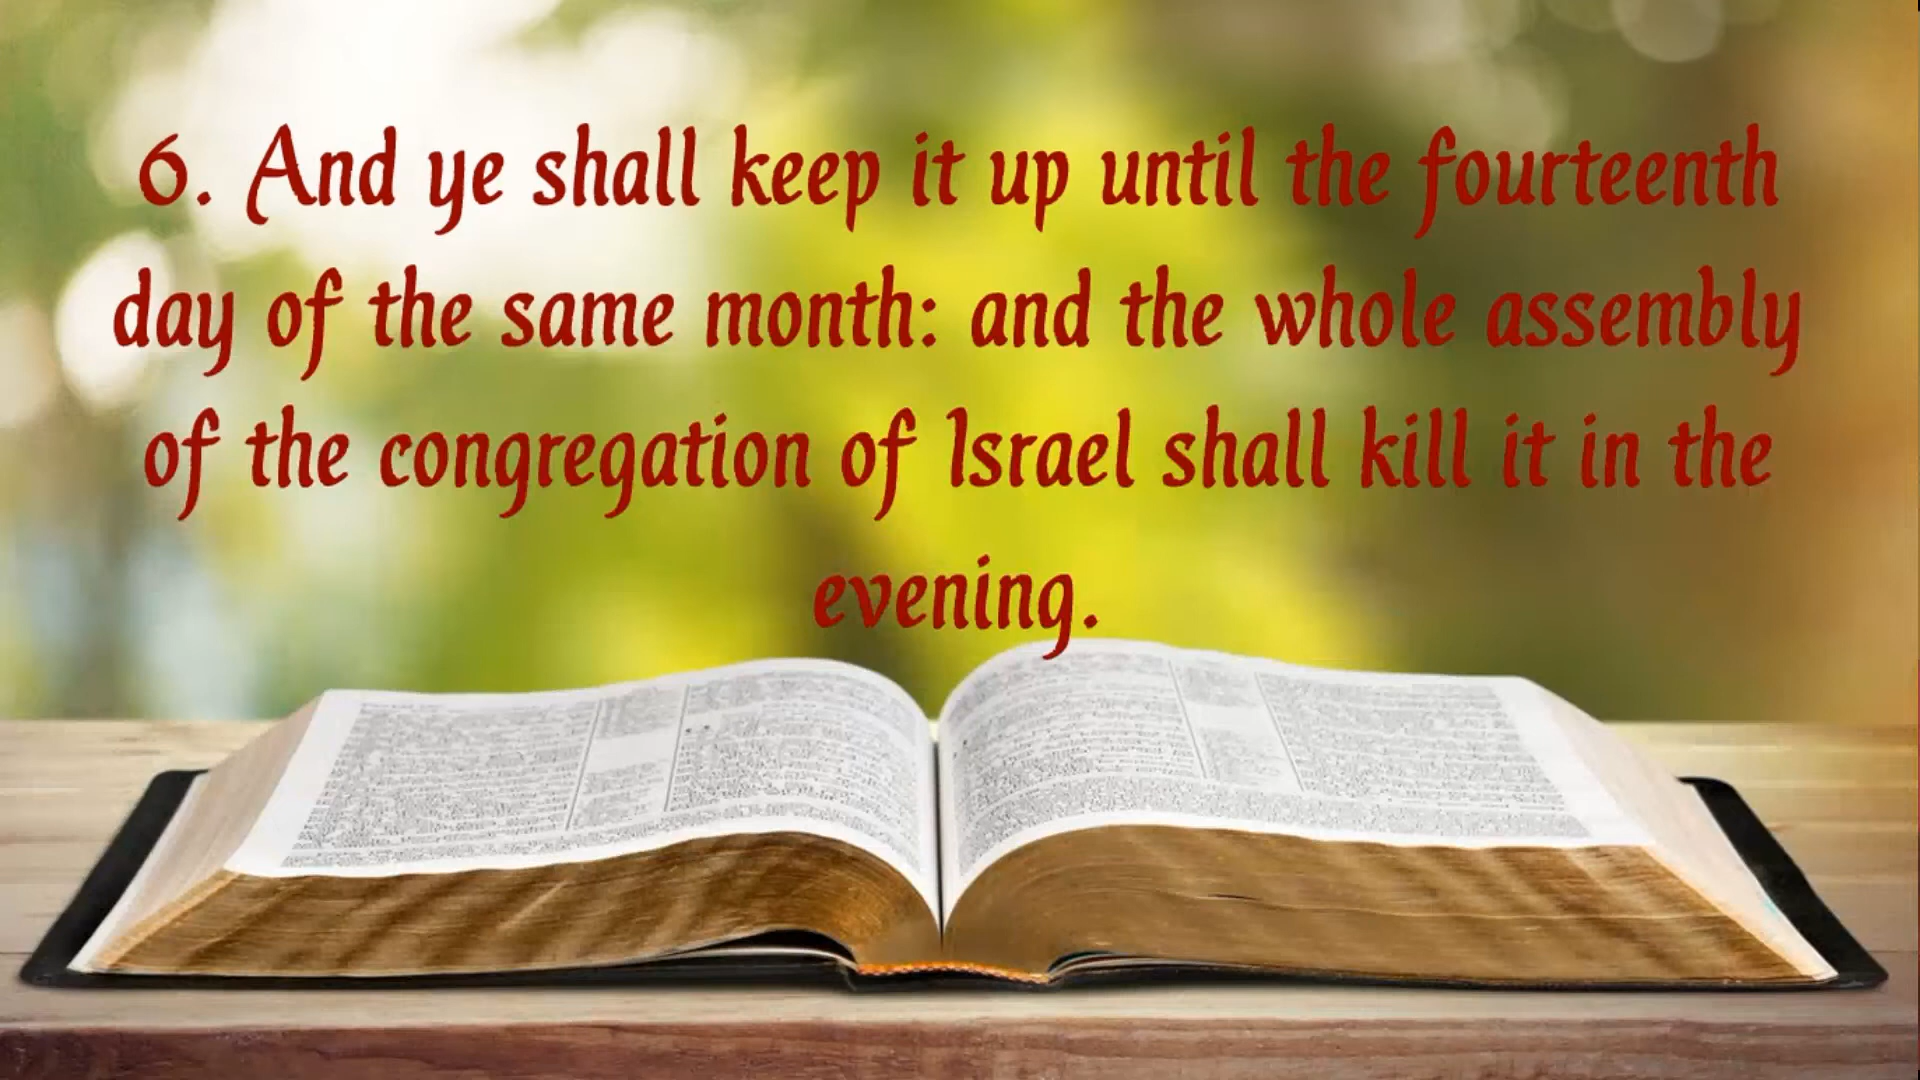 6. And ye shall keep it up until the fourteenth
day of the same month: and the whole assembly
of the congregation of Israel shall kill it in the
evening.